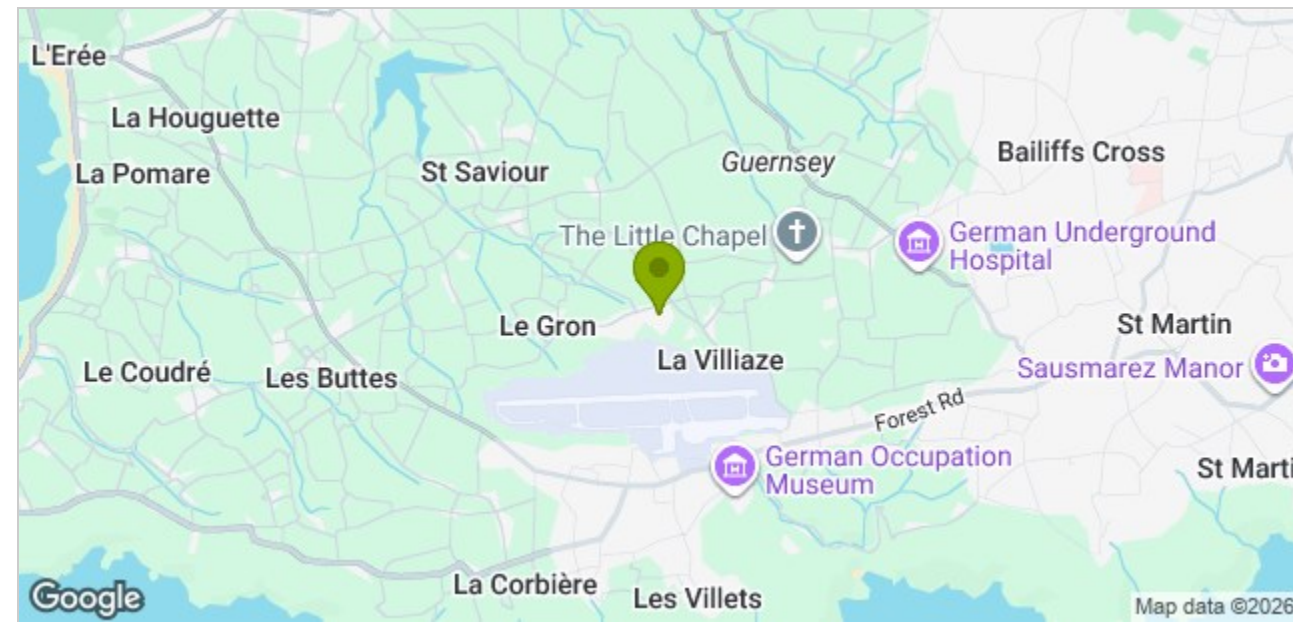 L'Erée
La Houguette
La Pomare
St Saviour
Guernsey
Bailiffs Cross
The Little Chapel
German Underground
Hospital
Le Gron
La Villiaze
St Martin
Sausmarez Manor
Le Coudré
Les Buttes
Forest Rd
German Occupation
Museum
St Marti
La Corbière
Les Villets
Google
Map data ©2026